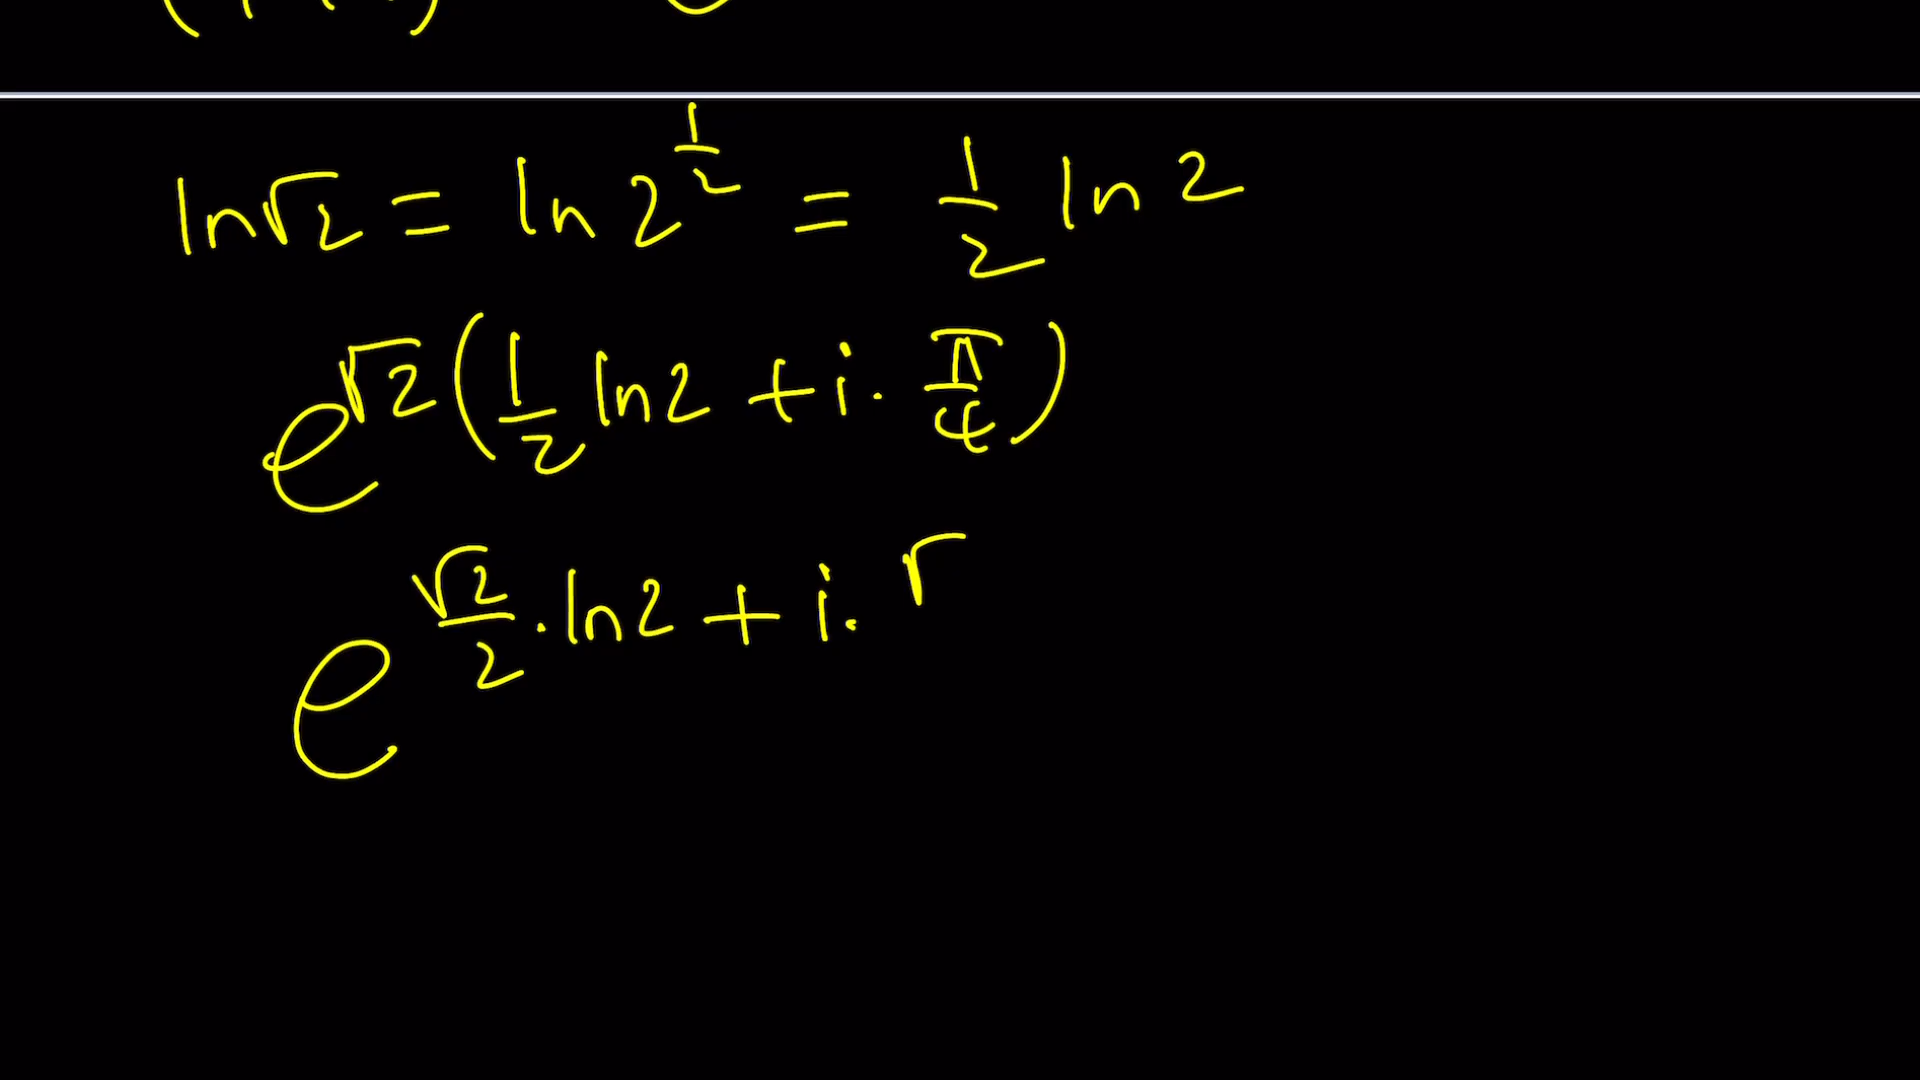 ln√2 = ln 2^(1/2) = 1/2 ln 2
e^(√2(1/2 ln2 + i · π/4))
e^(√2/2 · ln2 + i ·